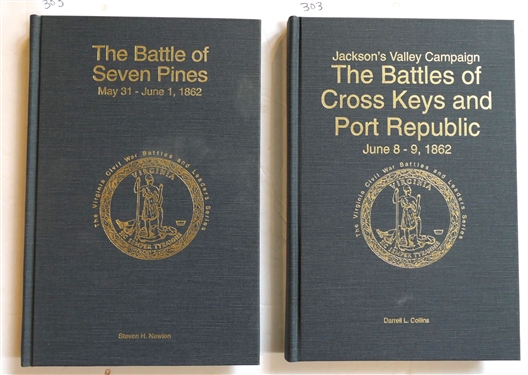 303
The Battle of
Seven Pines
May 31 - June 1, 1862
The Virginia Civil War Battles and Leaders Series
VIRGINIA
SIC SEMPER TYRANNIS
Steven H. Newton
303
Jackson's Valley Campaign
The Battles of
Cross Keys and
Port Republic
June 8 - 9, 1862
The Virginia Civil War Battles and Leaders Series
VIRGINIA
SIC SEMPER TYRANNIS
Darrell L. Collins